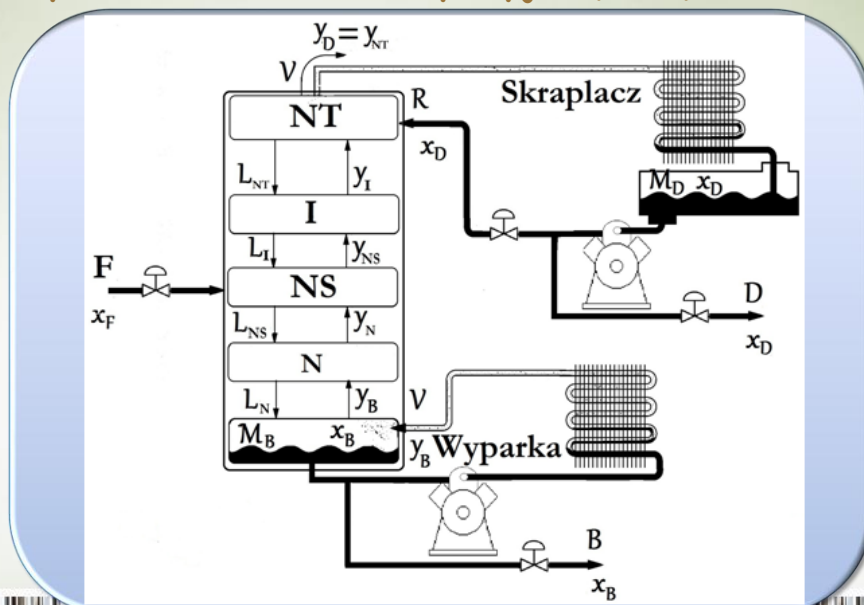 y_D = y_NT
V
Skraplacz
NT
R
x_D
M_D x_D
L_NT y_I
I
L_I y_NS
F
NS
D
x_F
L_NS y_N
x_D
N
L_N y_B
V
M_B x_B
y_B Wyparka
B
x_B